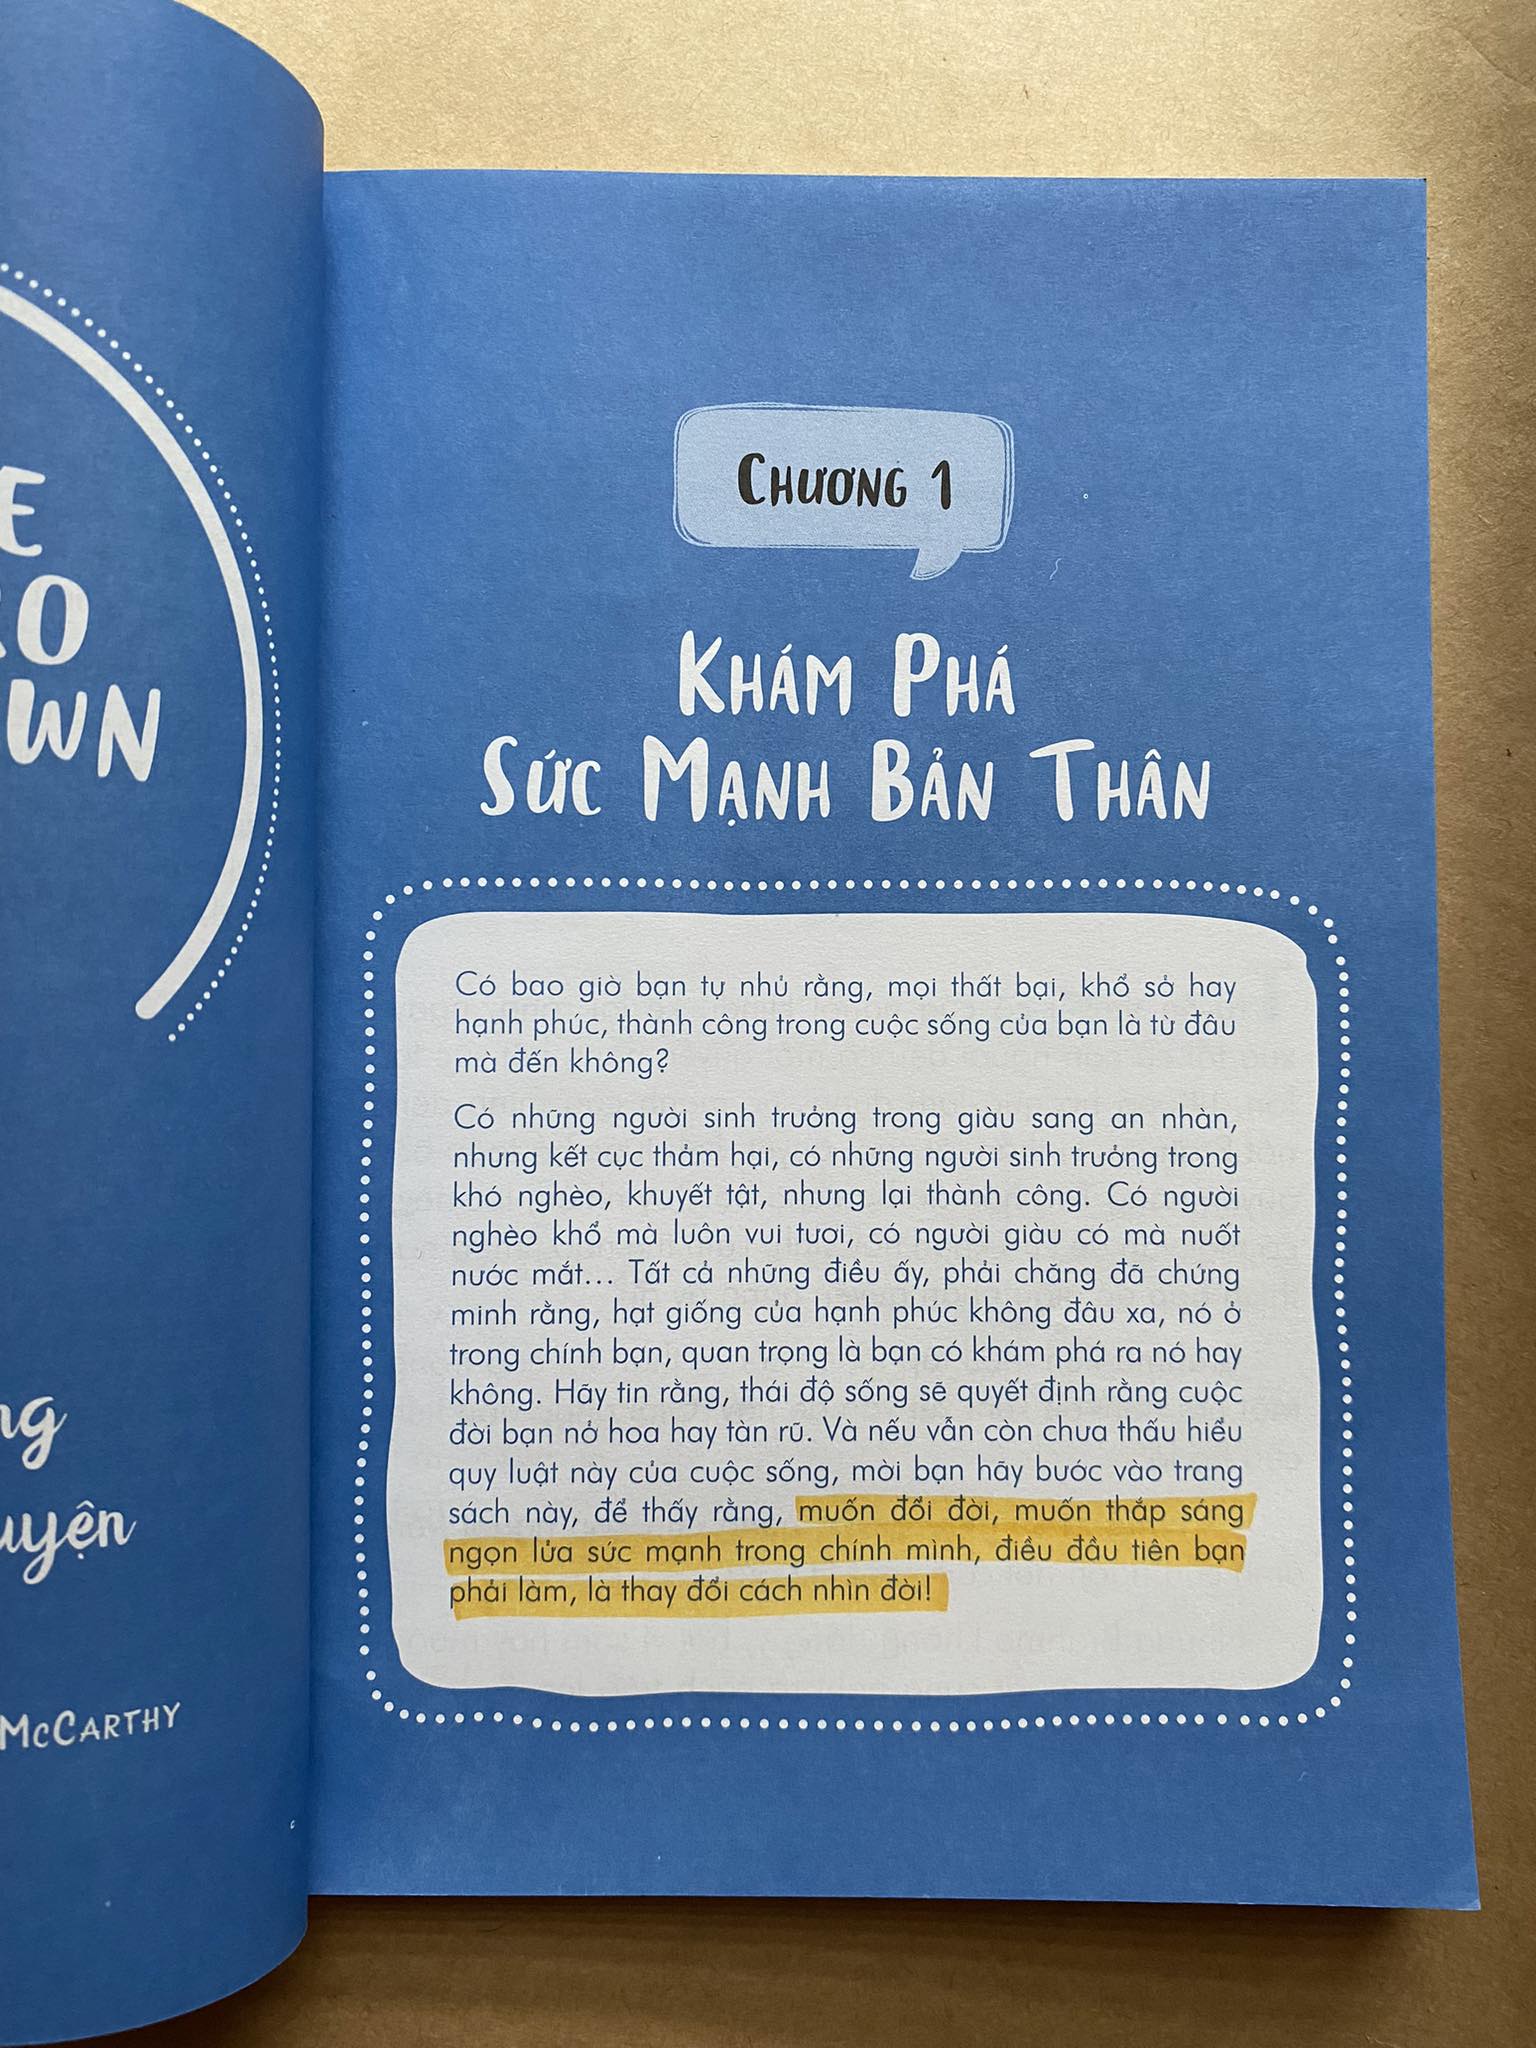 McCARTHY
CHƯƠNG 1
KHÁM PHÁ
SỨC MẠNH BẢN THÂN
Có bao giờ bạn tự nhủ rằng, mọi thất bại, khổ sở hay
hạnh phúc, thành công trong cuộc sống của bạn là từ đâu
mà đến không?
Có những người sinh trưởng trong giàu sang an nhàn,
nhưng kết cục thảm hại, có những người sinh trưởng trong
khó nghèo, khuyết tật, nhưng lại thành công. Có người
nghèo khổ mà luôn vui tươi, có người giàu có mà nuốt
nước mắt... Tất cả những điều ấy, phải chăng đã chứng
minh rằng, hạt giống của hạnh phúc không đâu xa, nó ở
trong chính bạn, quan trọng là bạn có khám phá ra nó hay
không. Hãy tin rằng, thái độ sống sẽ quyết định rằng cuộc
đời bạn nở hoa hay tàn rũ. Và nếu vẫn còn chưa thấu hiểu
quy luật này của cuộc sống, mời bạn hãy bước vào trang
sách này, để thấy rằng, muốn đổi đời, muốn thắp sáng
ngọn lửa sức mạnh trong chính mình, điều đầu tiên bạn
phải làm, là thay đổi cách nhìn đời!